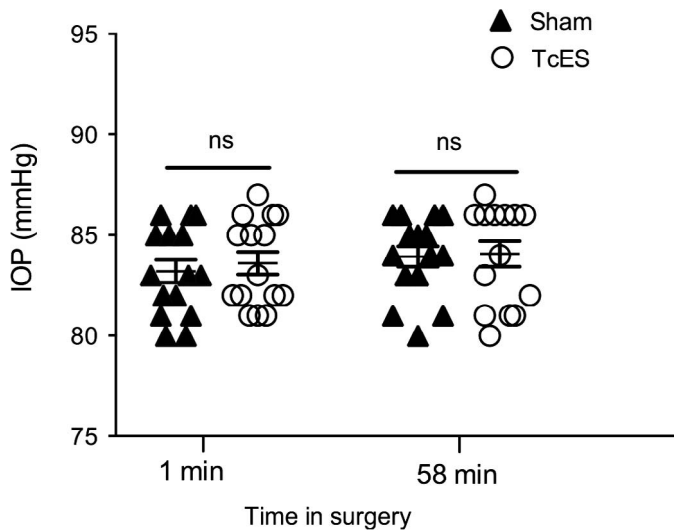 Sham
TcES
95
90
85
80
75
IOP (mmHg)
ns
ns
1 min
58 min
Time in surgery